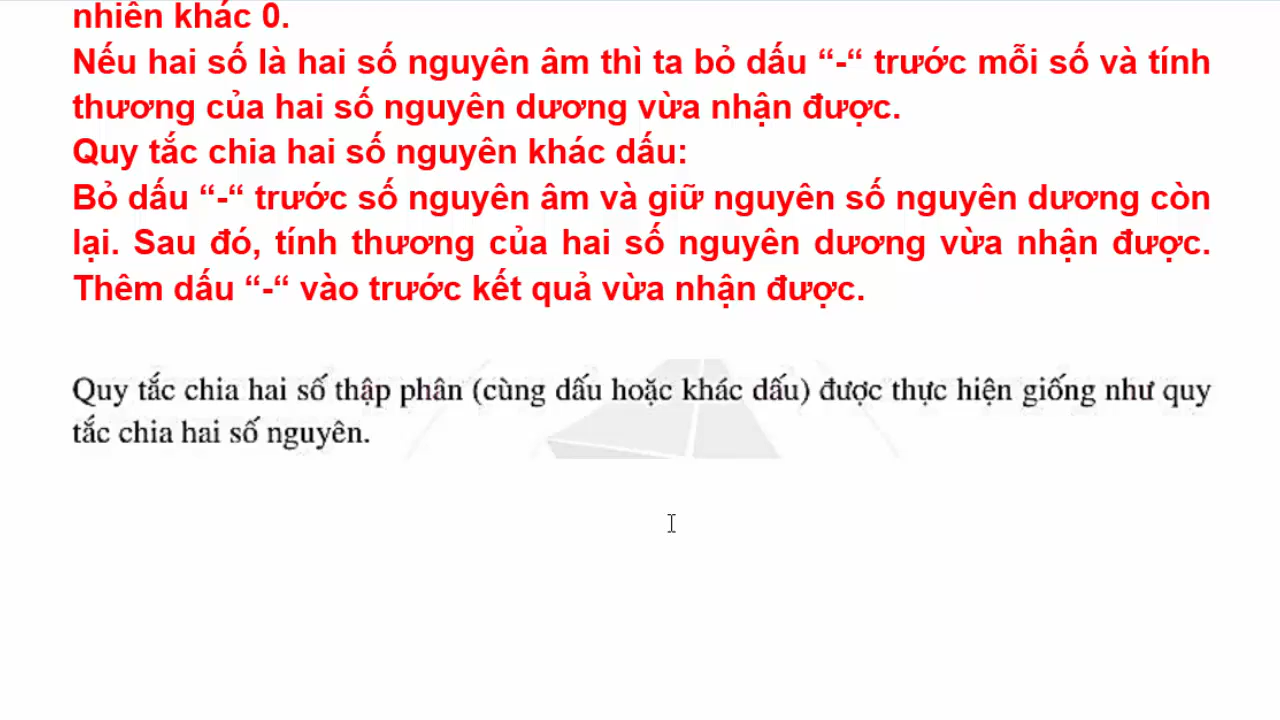 nhiên khác 0.
Nếu hai số là hai số nguyên âm thì ta bỏ dấu “-“ trước mỗi số và tính
thương của hai số nguyên dương vừa nhận được.
Quy tắc chia hai số nguyên khác dấu:
Bỏ dấu “-“ trước số nguyên âm và giữ nguyên số nguyên dương còn
lại. Sau đó, tính thương của hai số nguyên dương vừa nhận được.
Thêm dấu “-“ vào trước kết quả vừa nhận được.
Quy tắc chia hai số thập phân (cùng dấu hoặc khác dấu) được thực hiện giống như quy
tắc chia hai số nguyên.